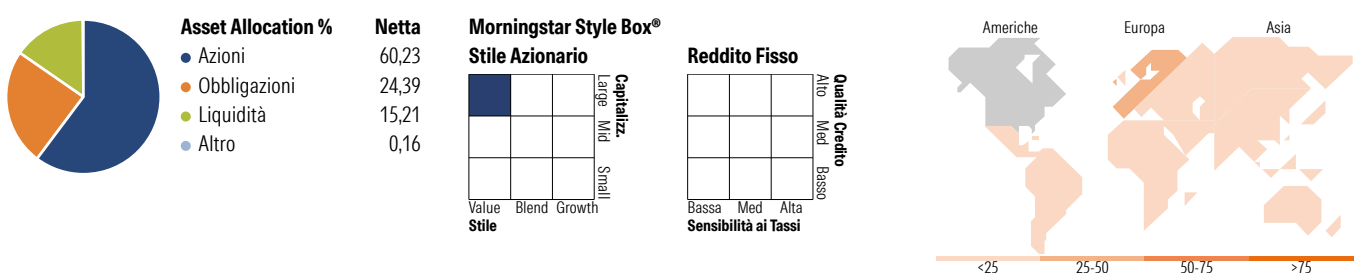 Asset Allocation % Netta
Azioni 60,23
Obbligazioni 24,39
Liquidità 15,21
Altro 0,16
Morningstar Style Box®
Stile Azionario
Large Mid Small
Capitalizz.
Value Blend Growth
Stile
Reddito Fisso
Alto Med Basso
Qualità Credito
Bassa Med Alta
Sensibilità ai Tassi
Americhe Europa Asia
<25 25-50 50-75 >75